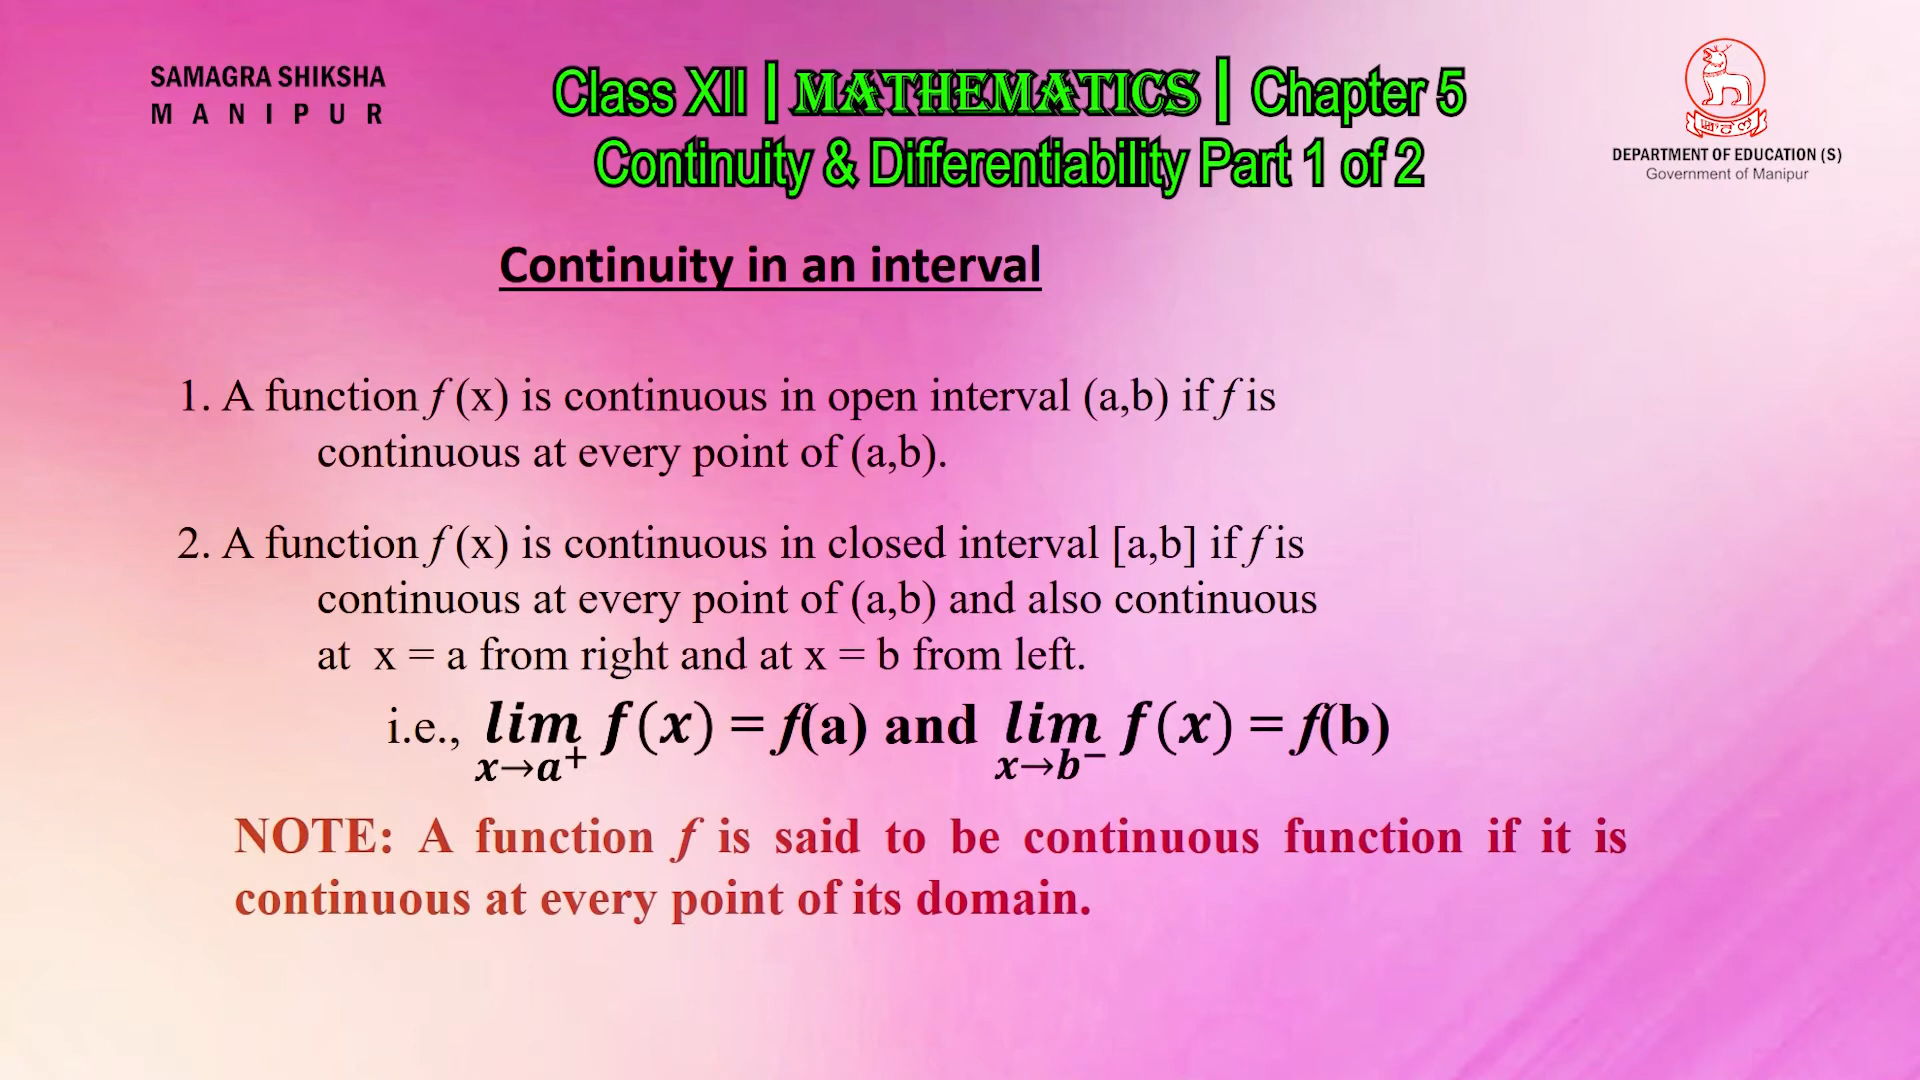 SAMAGRA SHIKSHA
MANIPUR
Class XII | MATHEMATICS | Chapter 5
Continuity & Differentiability Part 1 of 2
DEPARTMENT OF EDUCATION (S)
Government of Manipur
Continuity in an interval
1. A function f (x) is continuous in open interval (a,b) if f is
continuous at every point of (a,b).
2. A function f (x) is continuous in closed interval [a,b] if f is
continuous at every point of (a,b) and also continuous
at x = a from right and at x = b from left.
i.e., lim x→a⁺ f(x) = f(a) and lim x→b⁻ f(x) = f(b)
NOTE: A function f is said to be continuous function if it is
continuous at every point of its domain.